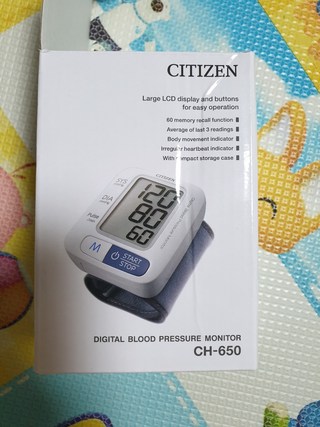 CITIZEN
Large LCD display and buttons
for easy operation
60 memory recall function
Average of last 3 readings
Body movement indicator
Irregular heartbeat indicator
With compact storage case
SYS
120
DIA
80
60
M
START
STOP
DIGITAL BLOOD PRESSURE MONITOR
CH-650